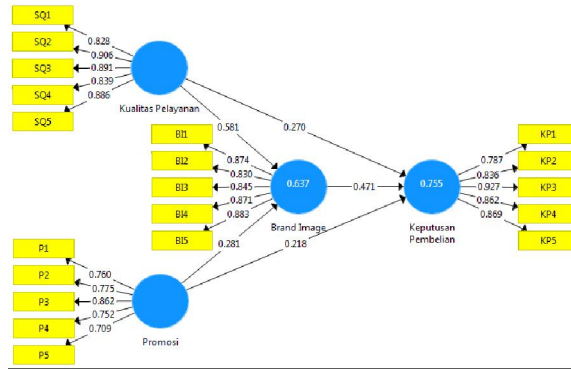 SQ1
SQ2
SQ3
SQ4
SQ5
0.828
0.906
0.891
0.839
0.886
Kualitas Pelayanan
0.581
0.270
BI1
BI2
BI3
BI4
BI5
0.874
0.830
0.845
0.871
0.883
0.637
Brand Image
0.471
0.755
Keputusan
Pembelian
0.787
0.836
0.927
0.862
0.869
KP1
KP2
KP3
KP4
KP5
0.281
0.218
P1
P2
P3
P4
P5
0.760
0.775
0.862
0.752
0.709
Promosi